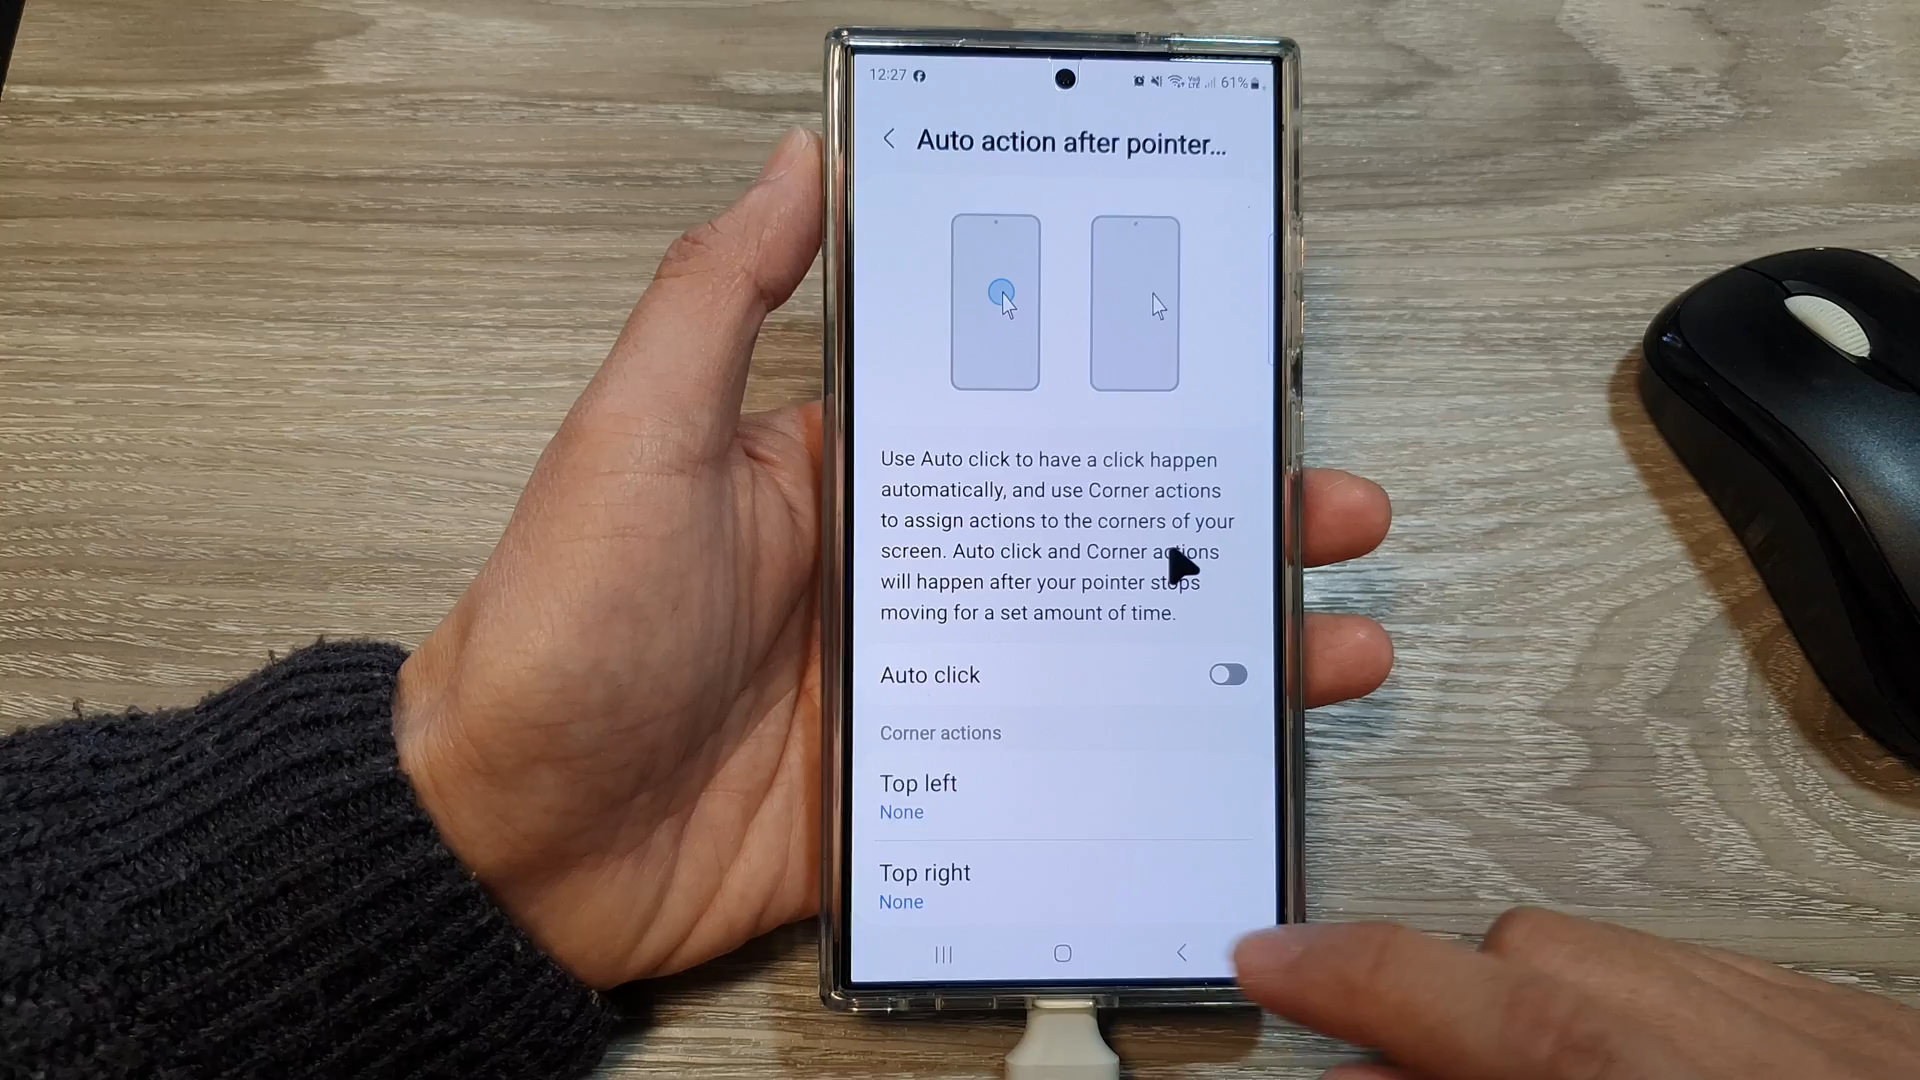 12:27
Vo)) LTE 61%
Auto action after pointer...
Use Auto click to have a click happen
automatically, and use Corner actions
to assign actions to the corners of your
screen. Auto click and Corner actions
will happen after your pointer stops
moving for a set amount of time.
Auto click
Corner actions
Top left
None
Top right
None